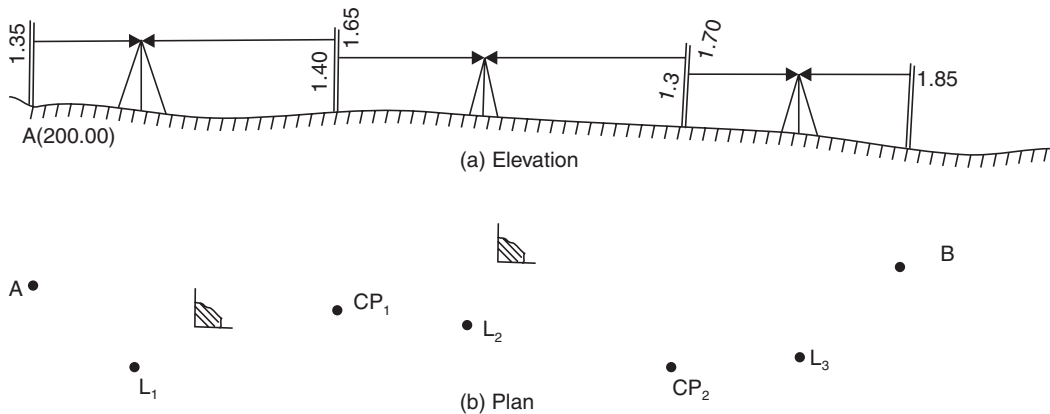 1.35
1.65
1.40
1.70
1.3
1.85
A(200.00)
(a) Elevation
B
A
CP₁
L₂
L₃
L₁
CP₂
(b) Plan